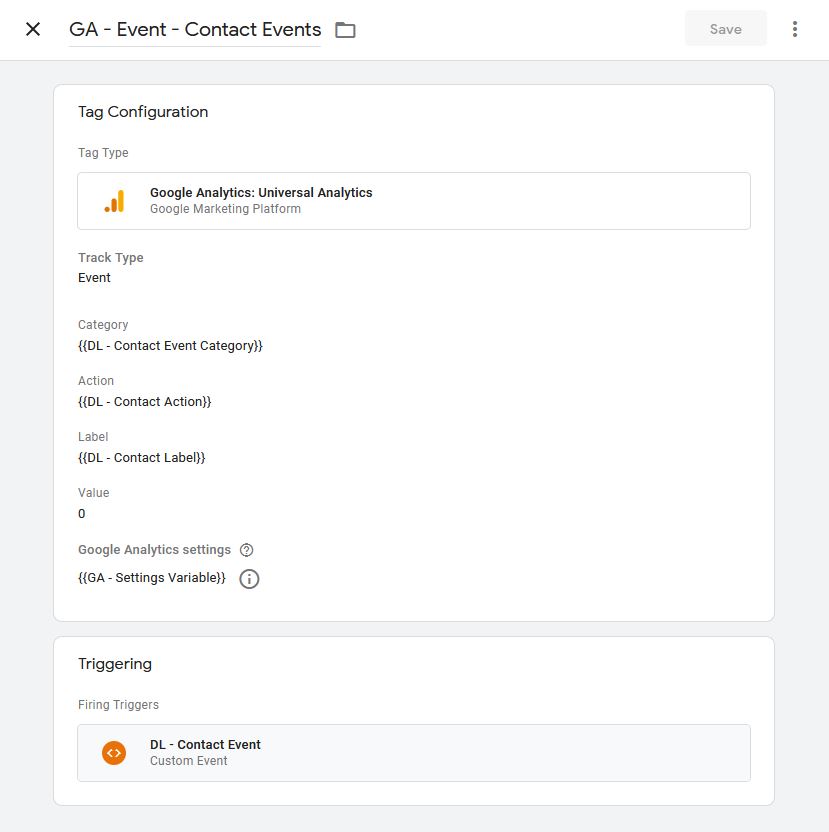 GA - Event - Contact Events
Save
Tag Configuration
Tag Type
Google Analytics: Universal Analytics
Google Marketing Platform
Track Type
Event
Category
{{DL - Contact Event Category}}
Action
{{DL - Contact Action}}
Label
{{DL - Contact Label}}
Value
0
Google Analytics settings
{{GA - Settings Variable}}
Triggering
Firing Triggers
DL - Contact Event
Custom Event